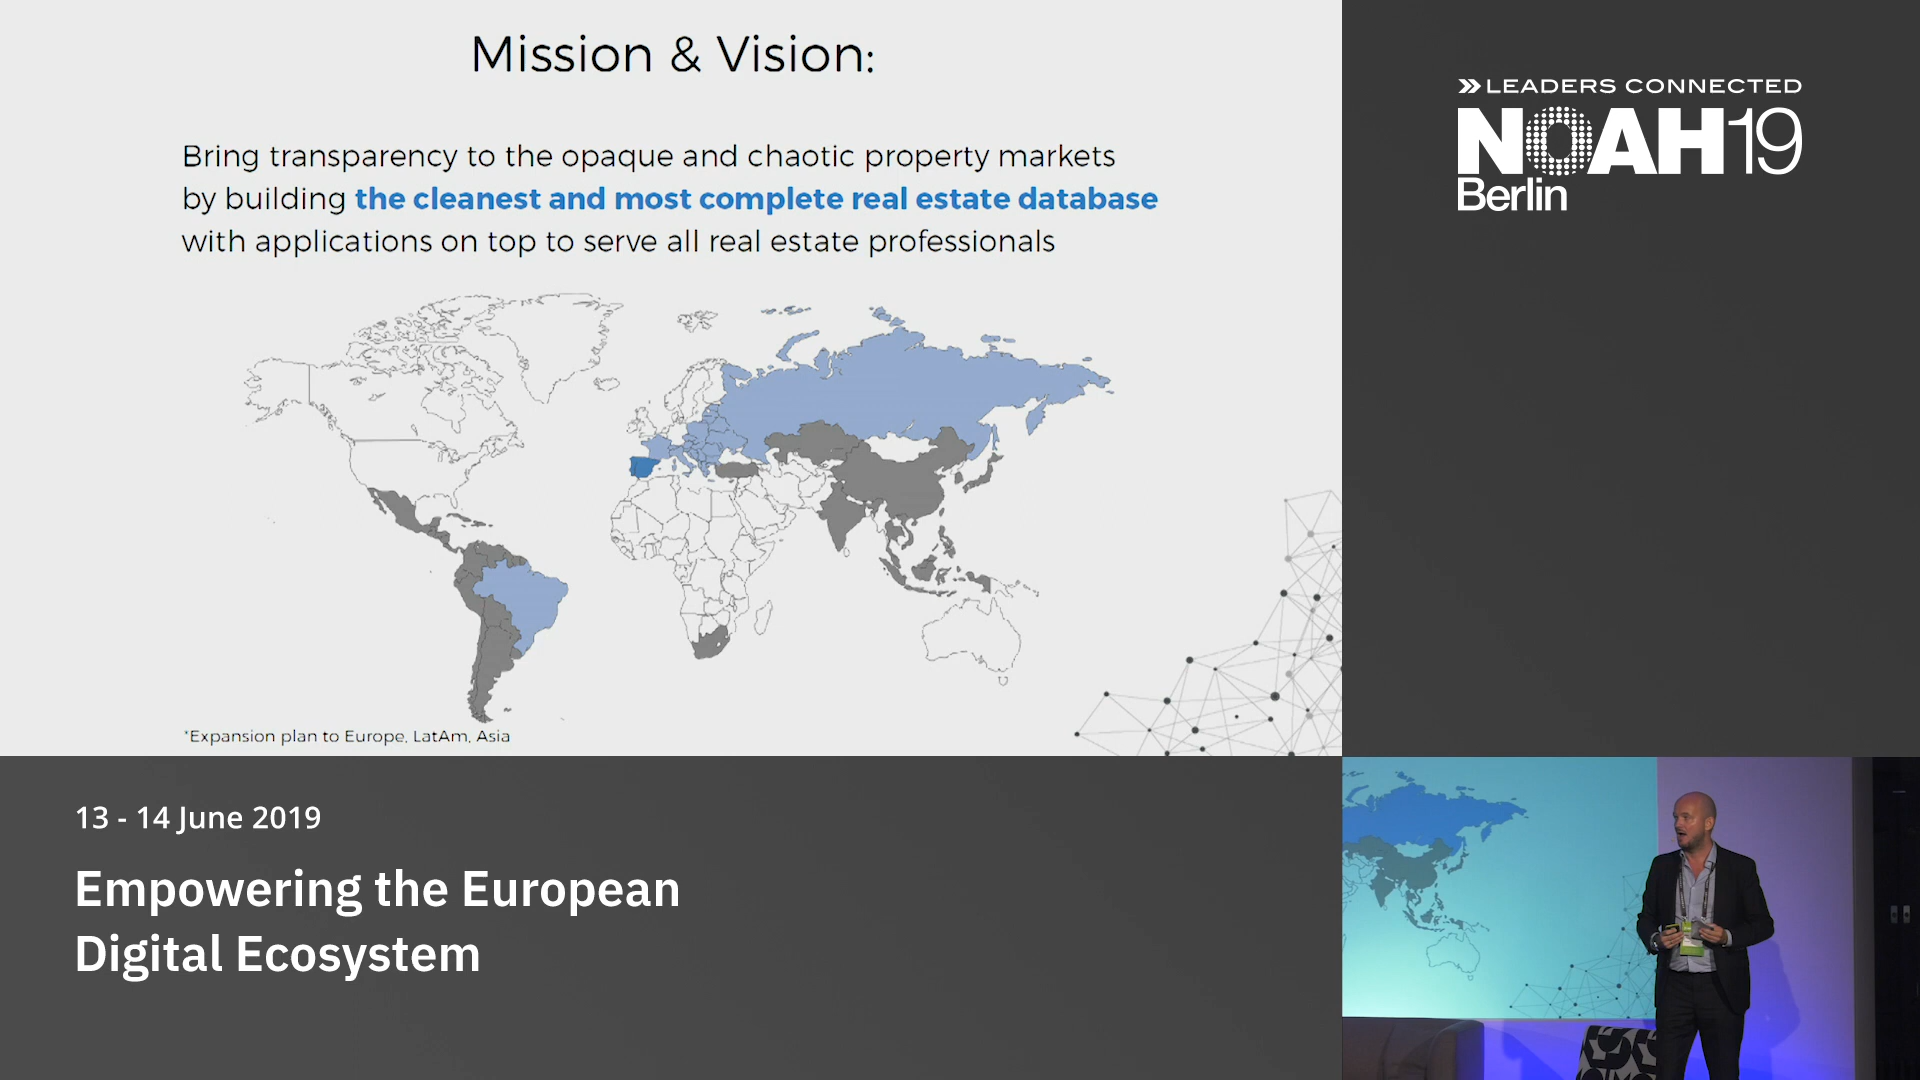 Mission & Vision:
Bring transparency to the opaque and chaotic property markets
by building the cleanest and most complete real estate database
with applications on top to serve all real estate professionals
*Expansion plan to Europe, LatAm, Asia
LEADERS CONNECTED
NOAH19
Berlin
13 - 14 June 2019
Empowering the European
Digital Ecosystem